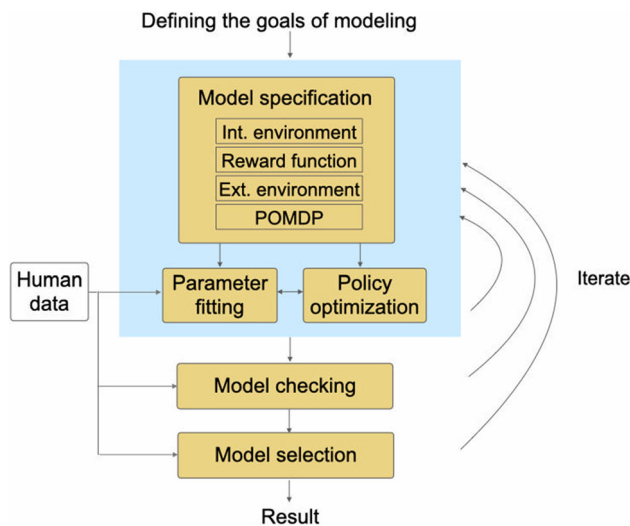 Defining the goals of modeling
Model specification
Int. environment
Reward function
Ext. environment
POMDP
Human
data
Parameter
fitting
Policy
optimization
Iterate
Model checking
Model selection
Result